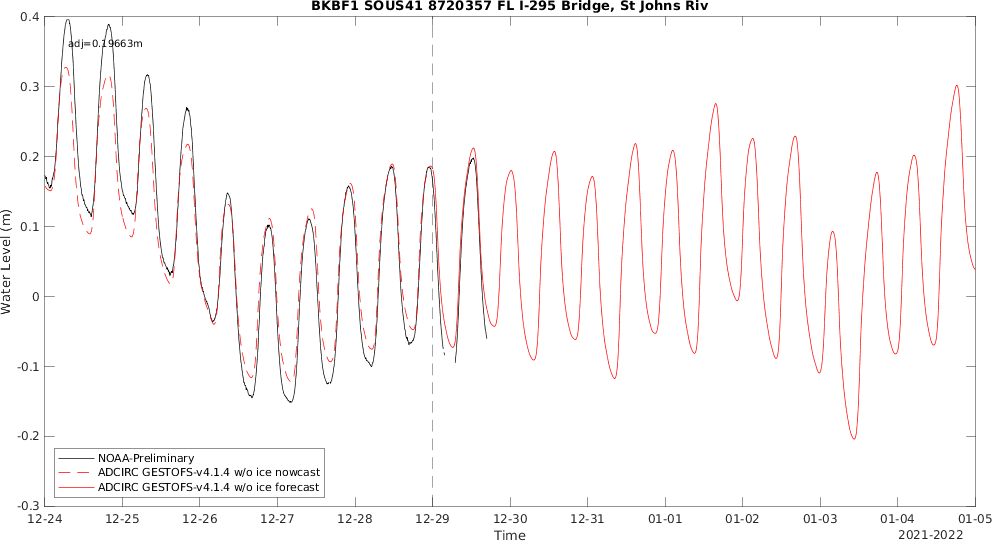 BKBF1 SOUS41 8720357 FL I-295 Bridge, St Johns Riv
adj=0.19663m
0.4
0.3
0.2
0.1
0
-0.1
-0.2
-0.3
Water Level (m)
NOAA-Preliminary
ADCIRC GESTOFS-v4.1.4 w/o ice nowcast
ADCIRC GESTOFS-v4.1.4 w/o ice forecast
12-24 12-25 12-26 12-27 12-28 12-29 12-30 12-31 01-01 01-02 01-03 01-04 01-05
Time
2021-2022